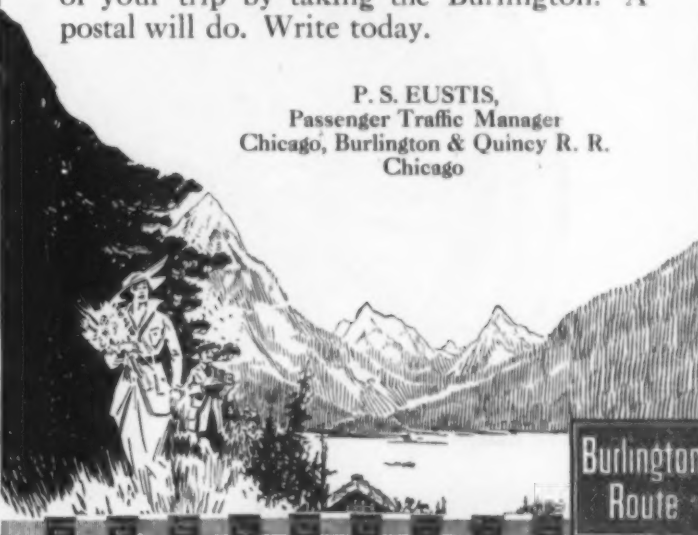 of your trip by taking the Burlington. A
postal will do. Write today.
P. S. EUSTIS,
Passenger Traffic Manager
Chicago, Burlington & Quincy R. R.
Chicago
Burlington
Route